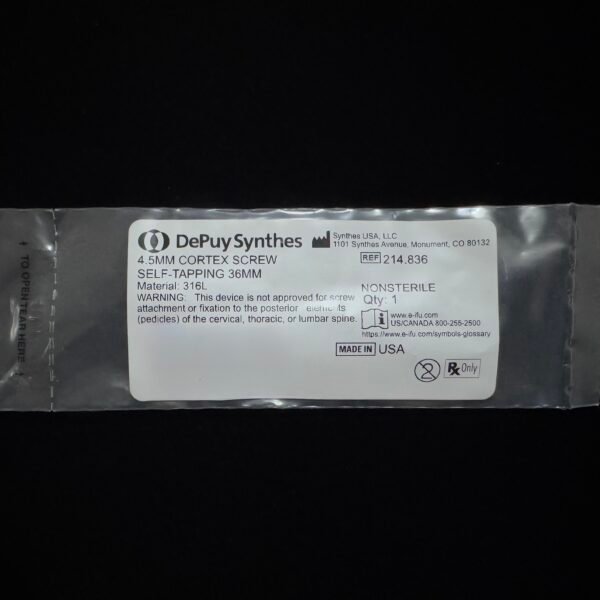 DePuy Synthes
Synthes USA, LLC
1101 Synthes Avenue, Monument, CO 80132
4.5MM CORTEX SCREW
SELF-TAPPING 36MM
REF 214.836
Material: 316L
WARNING: This device is not approved for screw
attachment or fixation to the posterior elements
(pedicles) of the cervical, thoracic, or lumbar spine.
NONSTERILE
Qty: 1
www.e-ifu.com
US/CANADA 800-255-2500
https://www.e-ifu.com/symbols-glossary
MADE IN USA
2
Rx Only
TO OPEN TEAR HERE